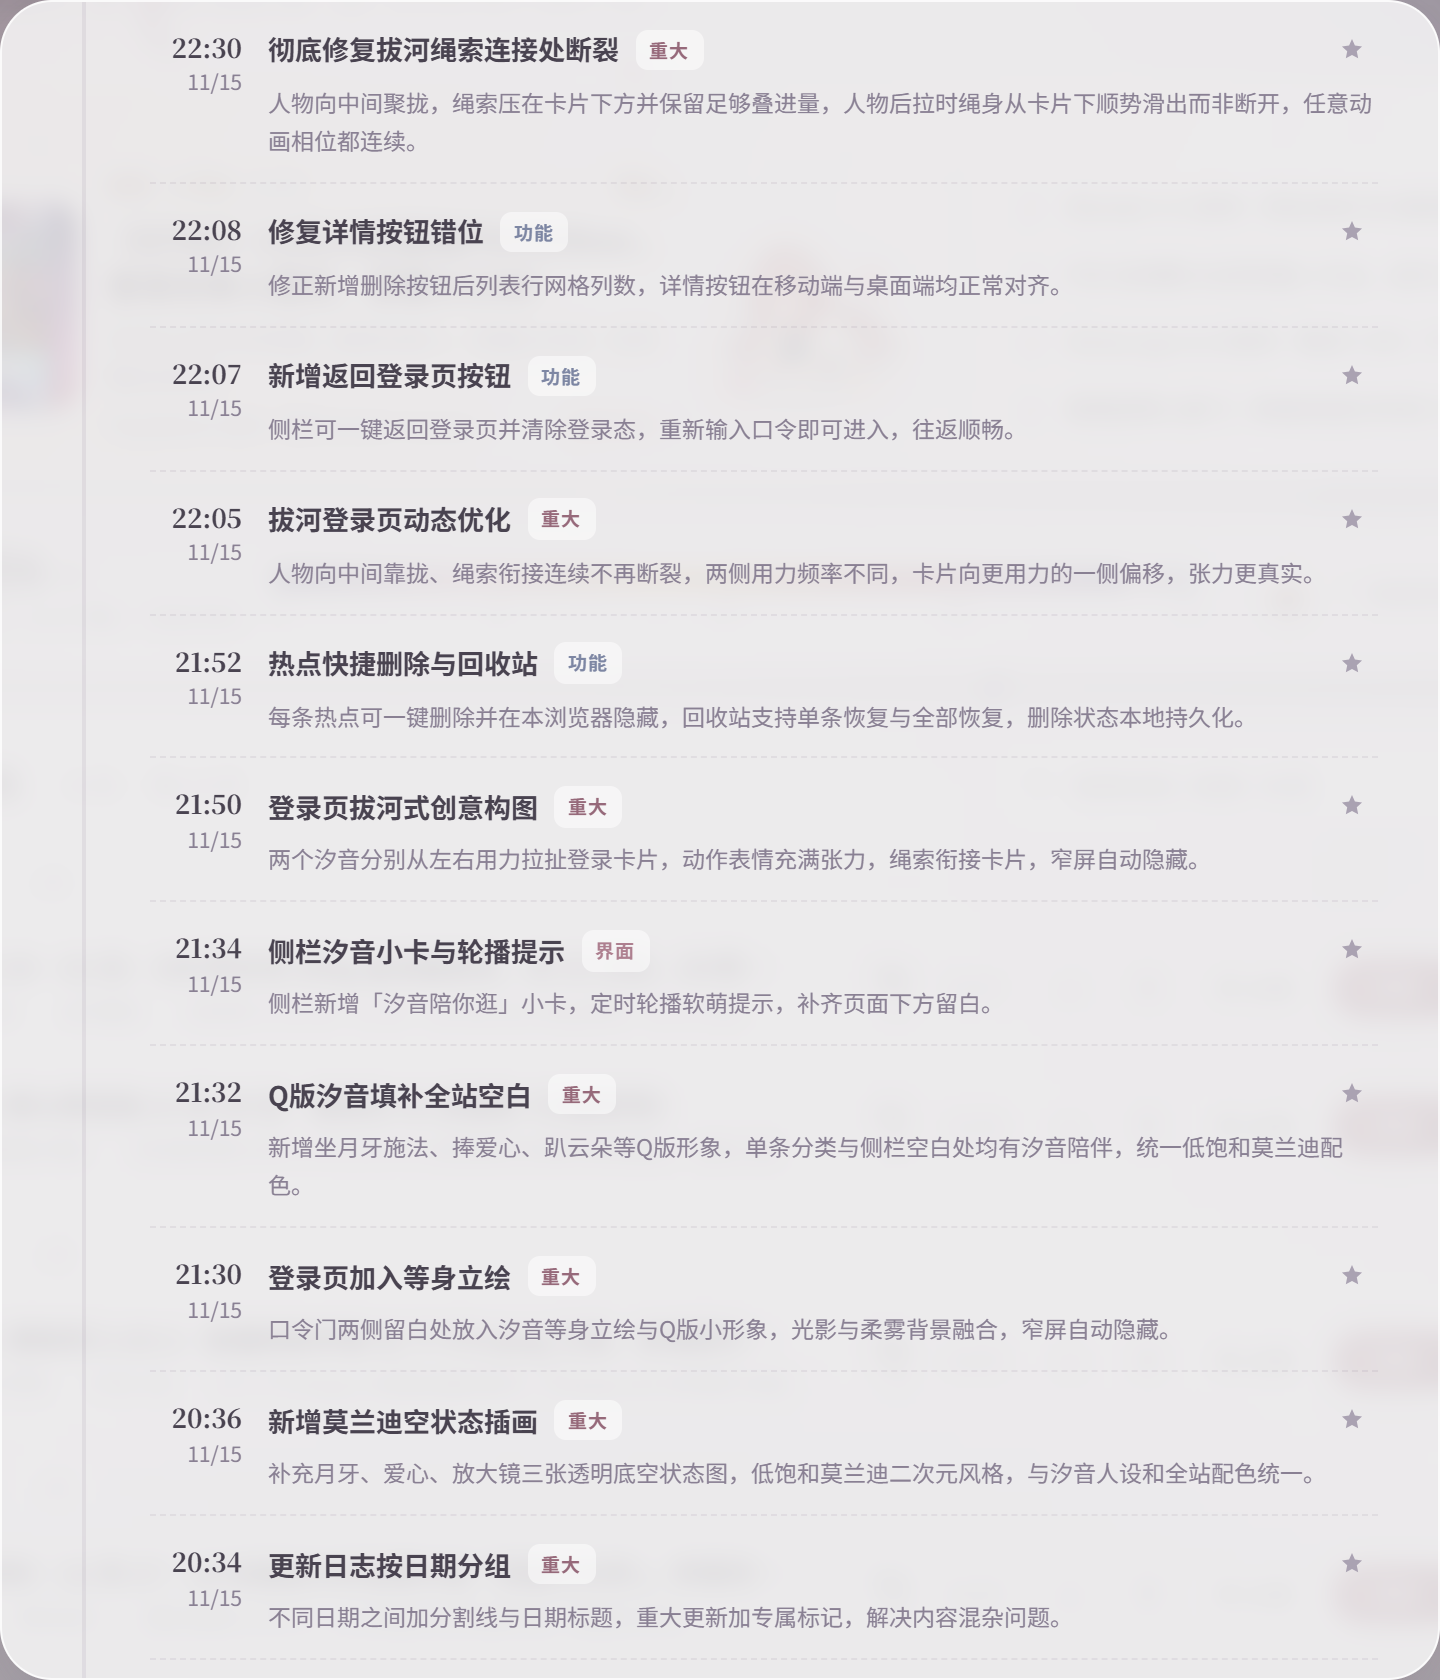 22:30 彻底修复拔河绳索连接处断裂 重大
11/15
人物向中间聚拢，绳索压在卡片下方并保留足够叠进量，人物后拉时绳身从卡片下顺势滑出而非断开，任意动
画相位都连续。
22:08 修复详情按钮错位 功能
11/15
修正新增删除按钮后列表行网格列数，详情按钮在移动端与桌面端均正常对齐。
22:07 新增返回登录页按钮 功能
11/15
侧栏可一键返回登录页并清除登录态，重新输入口令即可进入，往返顺畅。
22:05 拔河登录页动态优化 重大
11/15
人物向中间靠拢、绳索衔接连续不再断裂，两侧用力频率不同，卡片向更用力的一侧偏移，张力更真实。
21:52 热点快捷删除与回收站 功能
11/15
每条热点可一键删除并在本浏览器隐藏，回收站支持单条恢复与全部恢复，删除状态本地持久化。
21:50 登录页拔河式创意构图 重大
11/15
两个汐音分别从左右用力拉扯登录卡片，动作表情充满张力，绳索衔接卡片，窄屏自动隐藏。
21:34 侧栏汐音小卡与轮播提示 界面
11/15
侧栏新增「汐音陪你逛」小卡，定时轮播软萌提示，补齐页面下方留白。
21:32 Q版汐音填补全站空白 重大
11/15
新增坐月牙施法、捧爱心、趴云朵等Q版形象，单条分类与侧栏空白处均有汐音陪伴，统一低饱和莫兰迪配
色。
21:30 登录页加入等身立绘 重大
11/15
口令门两侧留白处放入汐音等身立绘与Q版小形象，光影与柔雾背景融合，窄屏自动隐藏。
20:36 新增莫兰迪空状态插画 重大
11/15
补充月牙、爱心、放大镜三张透明底空状态图，低饱和莫兰迪二次元风格，与汐音人设和全站配色统一。
20:34 更新日志按日期分组 重大
11/15
不同日期之间加分割线与日期标题，重大更新加专属标记，解决内容混杂问题。